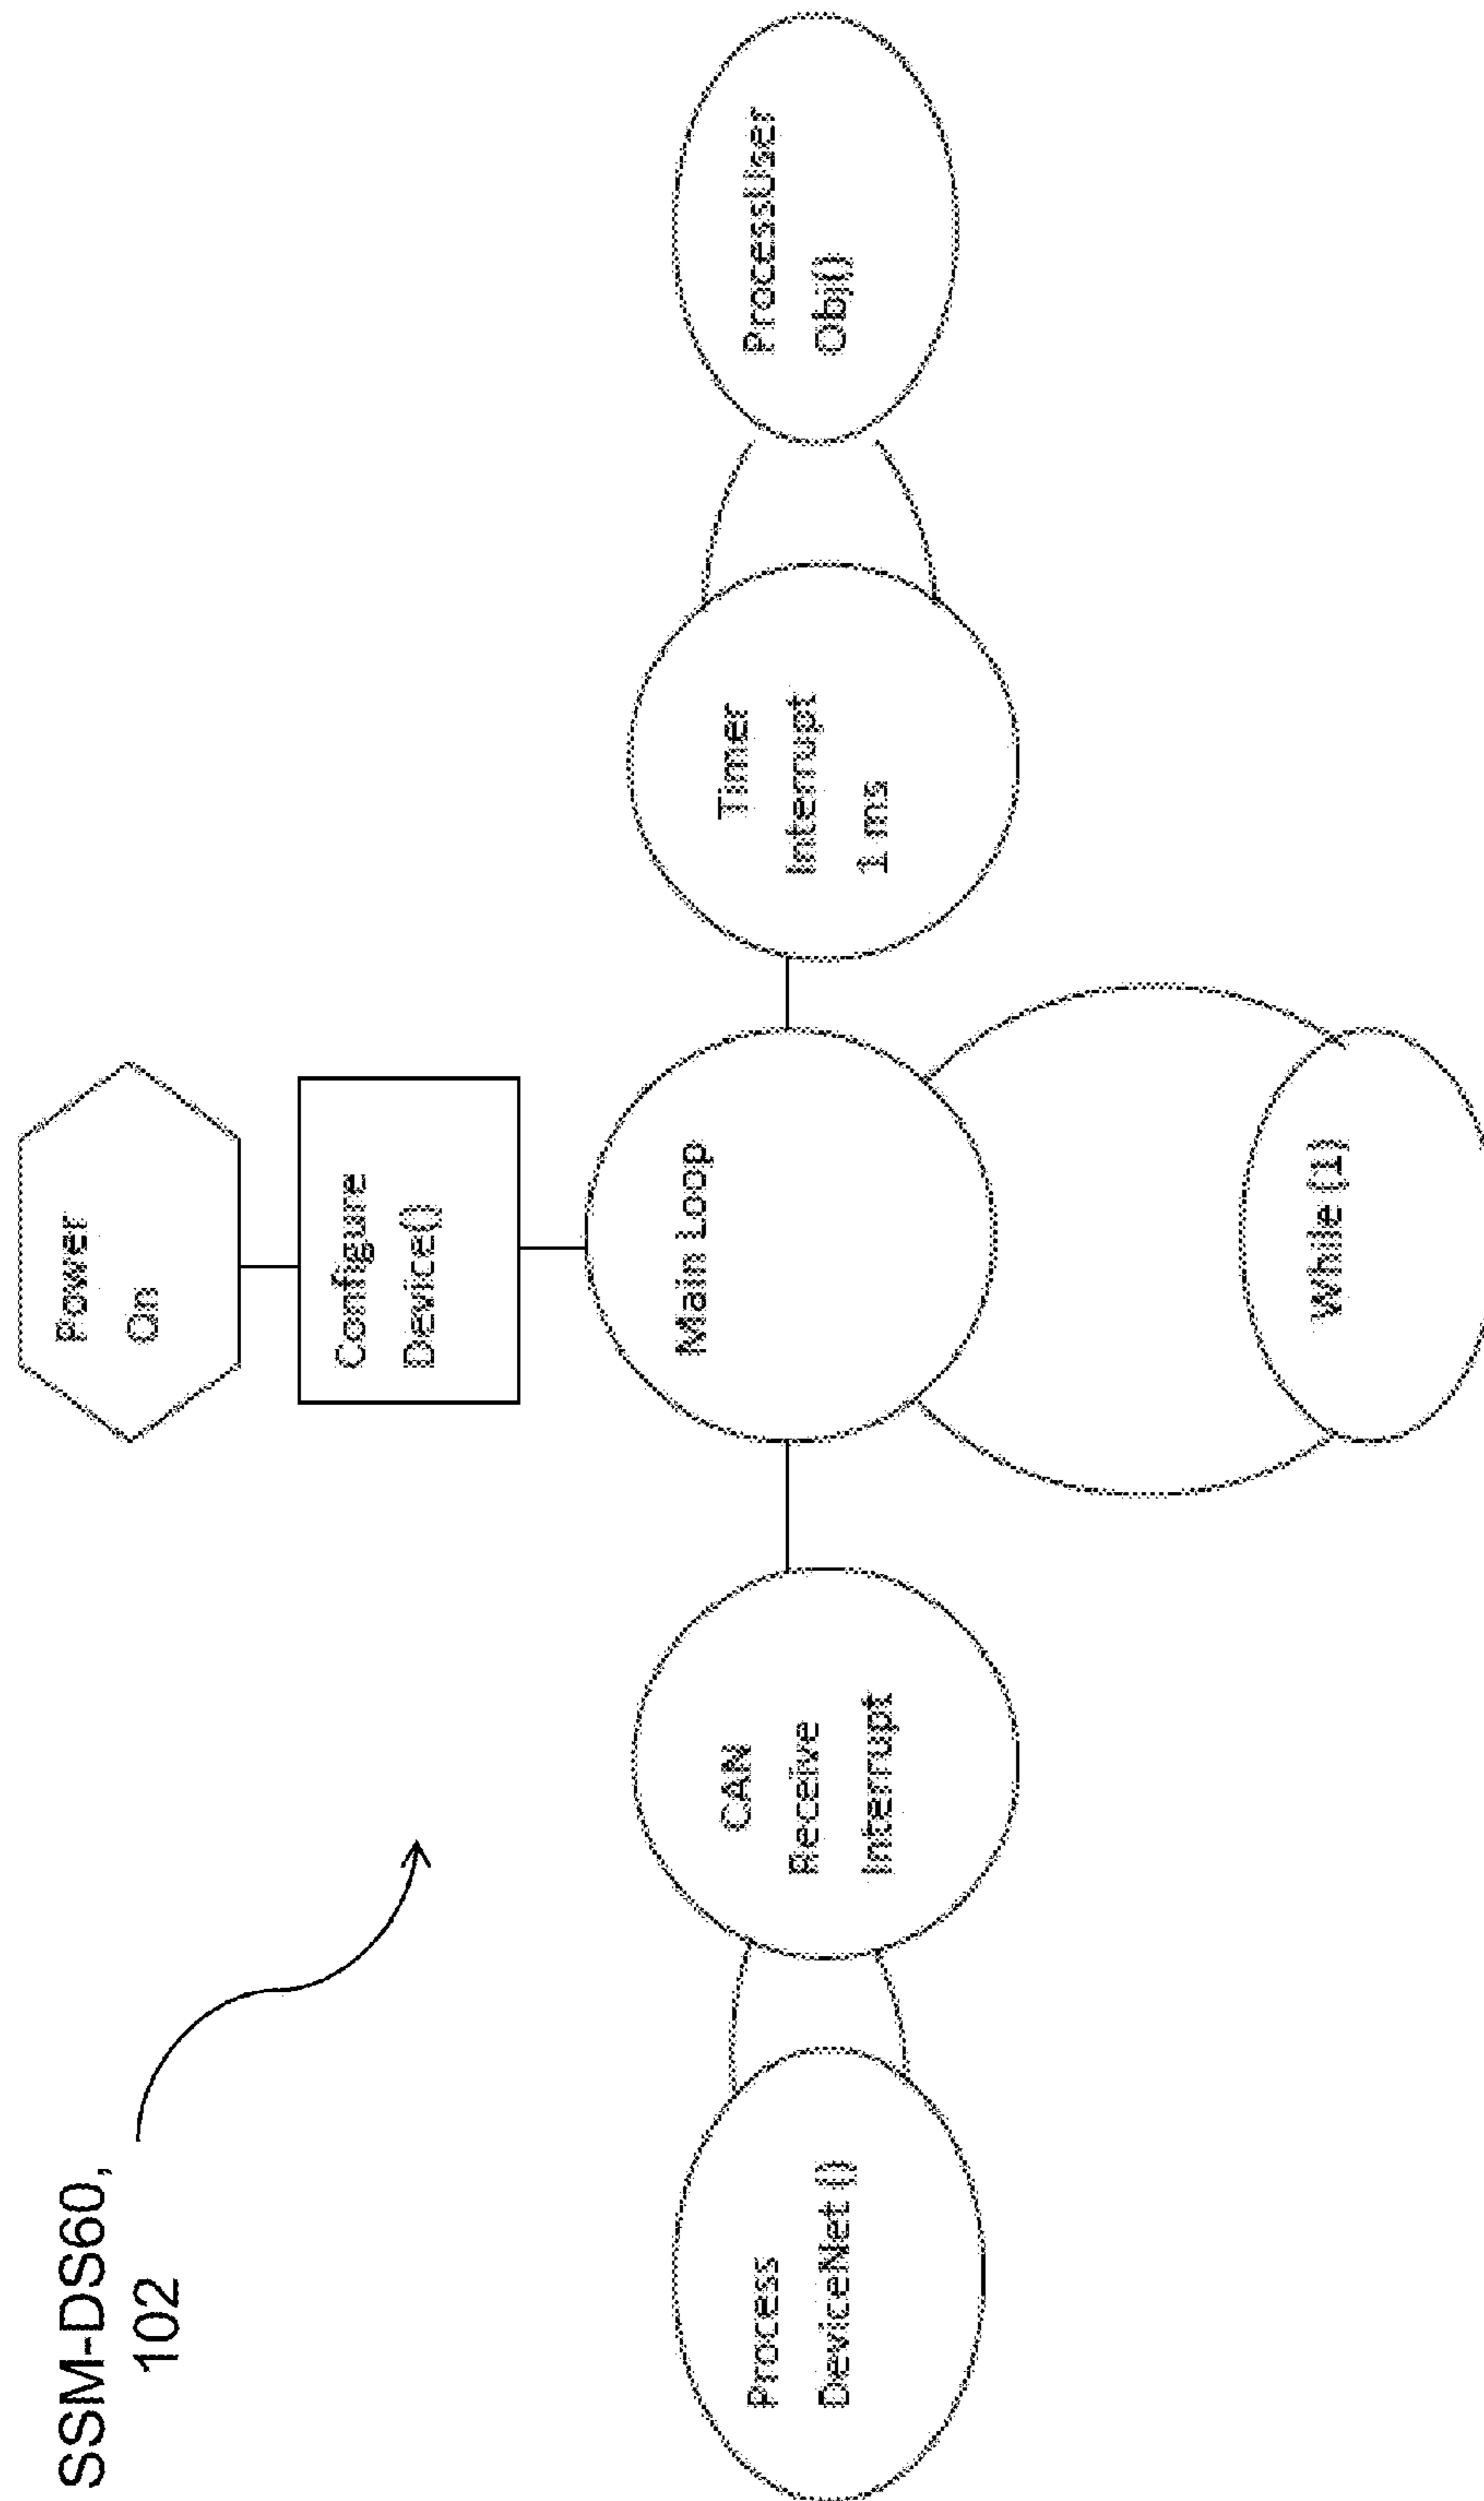 SSM-DS60,
102
Power
On
Configure
Device()
Main Loop
Process
DeviceNet ()
CAN
Receive
Interrupt
Timer
Interrupt
1 ms
ProcessUser
Obj()
While (1)